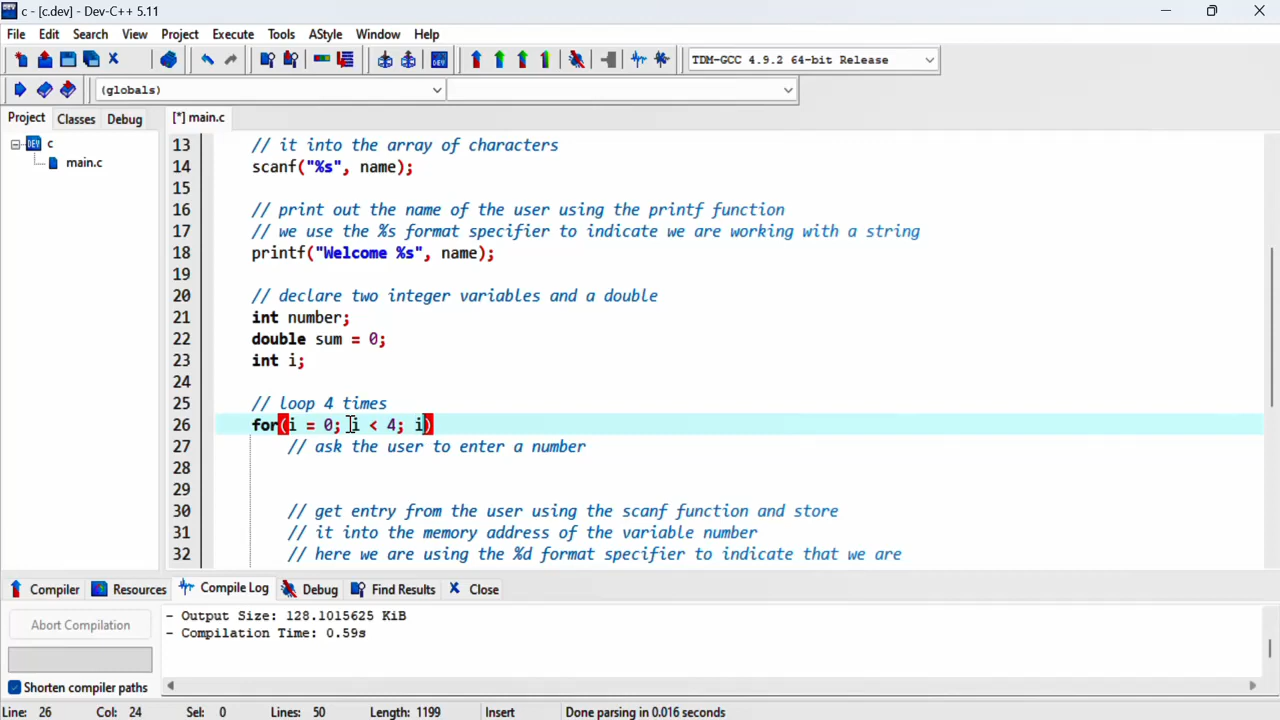 c - [c.dev] - Dev-C++ 5.11
File Edit Search View Project Execute Tools AStyle Window Help
TDM-GCC 4.9.2 64-bit Release
(globals)
Project Classes Debug [*] main.c
c
main.c
13 // it into the array of characters
14 scanf("%s", name);
15
16 // print out the name of the user using the printf function
17 // we use the %s format specifier to indicate we are working with a string
18 printf("Welcome %s", name);
19
20 // declare two integer variables and a double
21 int number;
22 double sum = 0;
23 int i;
24
25 // loop 4 times
26 for(i = 0; i < 4; i)
27 // ask the user to enter a number
28
29
30 // get entry from the user using the scanf function and store
31 // it into the memory address of the variable number
32 // here we are using the %d format specifier to indicate that we are
Compiler Resources Compile Log Debug Find Results Close
Abort Compilation
- Output Size: 128.1015625 KiB
- Compilation Time: 0.59s
Shorten compiler paths
Line: 26 Col: 24 Sel: 0 Lines: 50 Length: 1199 Insert Done parsing in 0.016 seconds